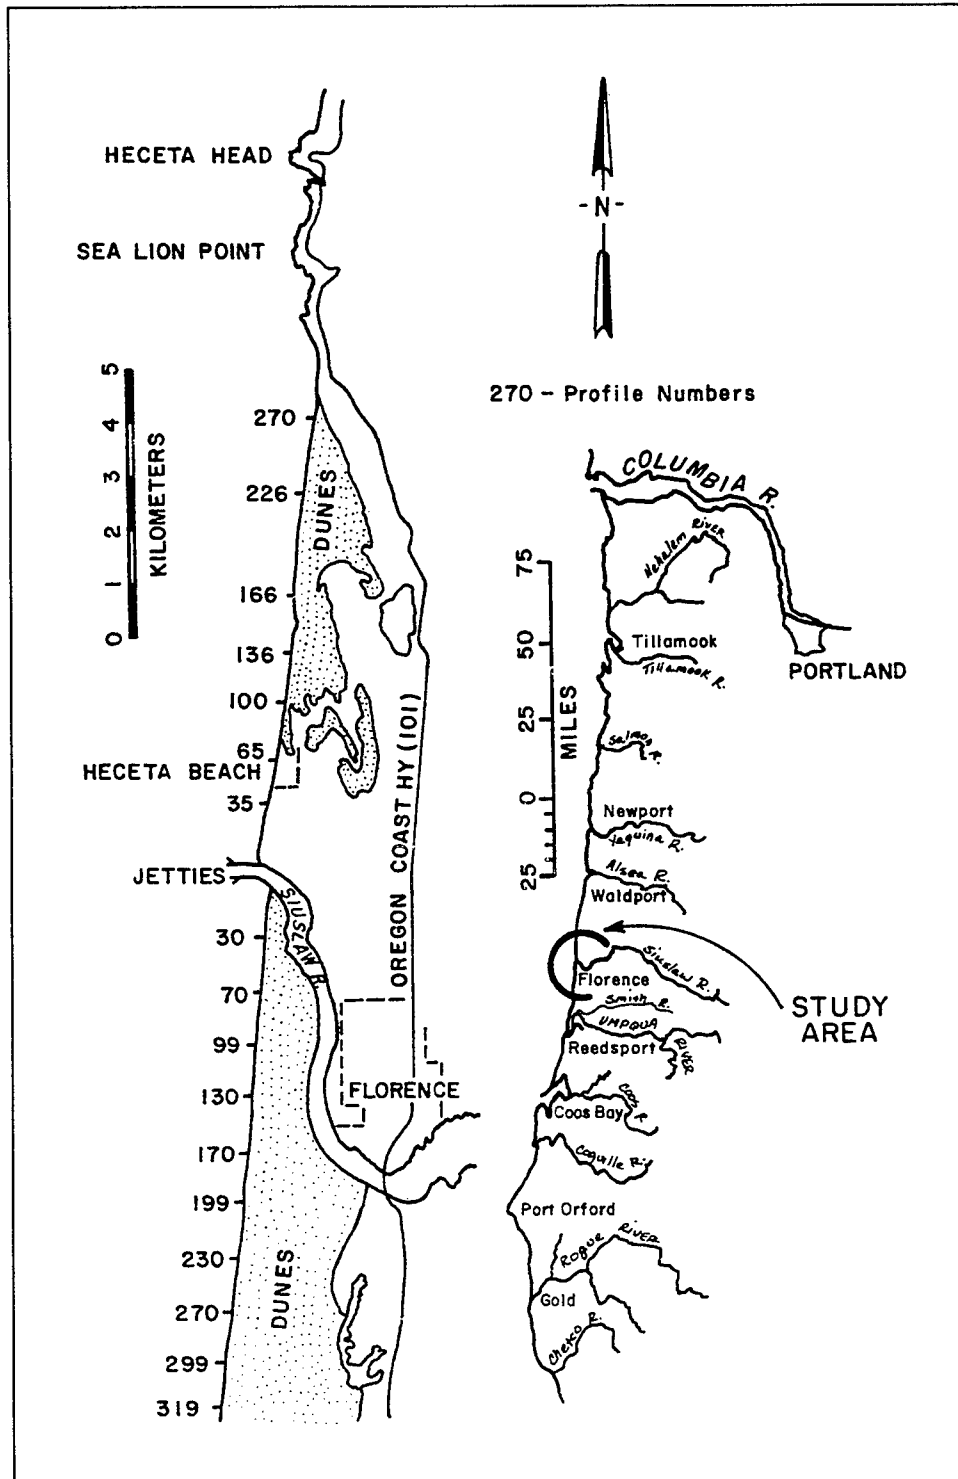 HECETA HEAD
SEA LION POINT
5
4
3
2
1
0
KILOMETERS
270
226
166
136
100
65
HECETA BEACH
35
JETTIES
30
70
99
130
170
199
230
270
299
319
DUNES
SIUSLAW R.
OREGON COAST HY (101)
FLORENCE
DUNES
-N-
270 - Profile Numbers
COLUMBIA R.
Nehalem RIVER
75
50
25
0
25
MILES
Tillamook
TillAmook R.
PORTLAND
Salmon R.
Newport
Yaquina R.
Alsea R.
Waldport
Siuslaw R.
Florence
Smith R.
UMPQUA RIVER
Reedsport
STUDY
AREA
Coos R.
Coos Bay
Coquille R.
Port Orford
Rogue RIVER
Gold
Chetco R.